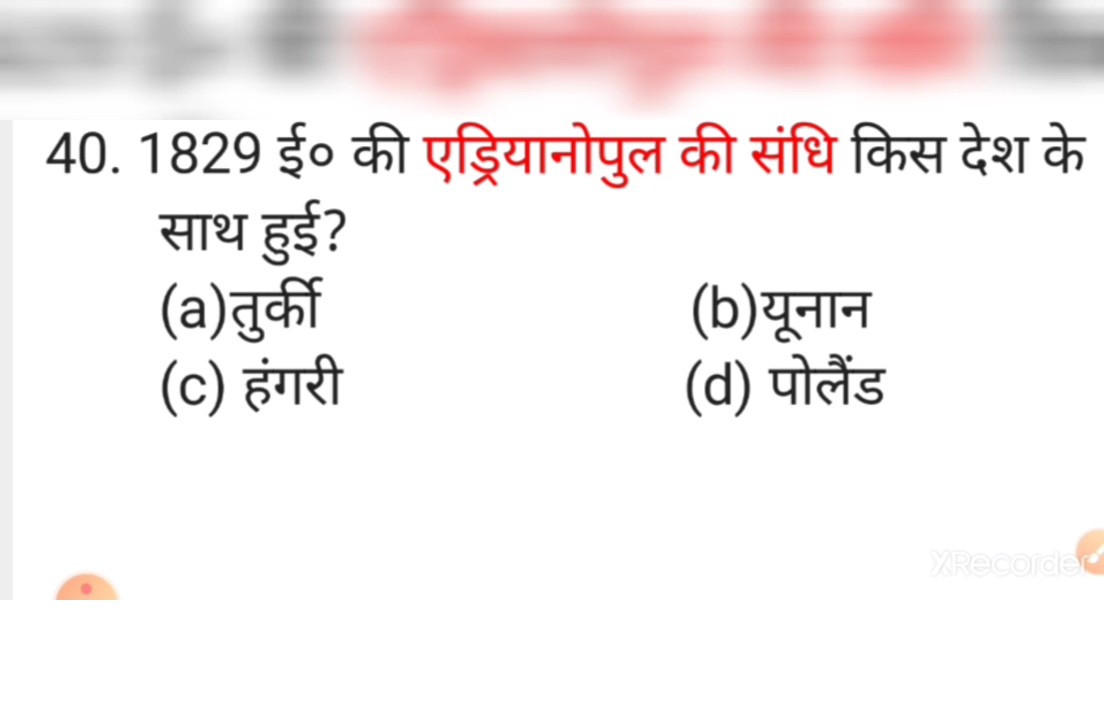 40. 1829 ई० की एड्रियानोपुल की संधि किस देश के
साथ हुई?
(a)तुर्की (b)यूनान
(c) हंगरी (d) पोलैंड
XRecorder